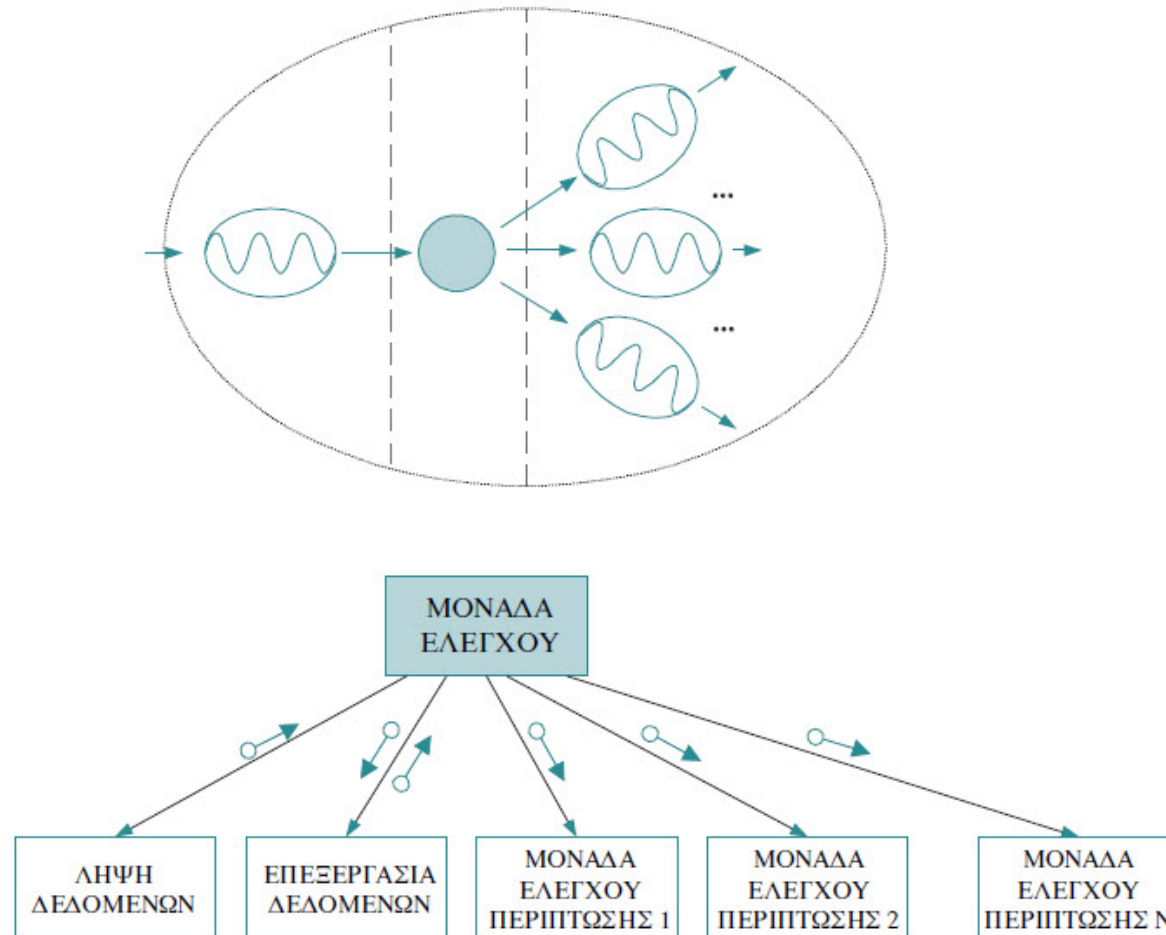 ...
...
ΜΟΝΑΔΑ
ΕΛΕΓΧΟΥ
ΛΗΨΗ
ΔΕΔΟΜΕΝΩΝ
ΕΠΕΞΕΡΓΑΣΙΑ
ΔΕΔΟΜΕΝΩΝ
ΜΟΝΑΔΑ
ΕΛΕΓΧΟΥ
ΠΕΡΙΠΤΩΣΗΣ 1
ΜΟΝΑΔΑ
ΕΛΕΓΧΟΥ
ΠΕΡΙΠΤΩΣΗΣ 2
ΜΟΝΑΔΑ
ΕΛΕΓΧΟΥ
ΠΕΡΙΠΤΩΣΗΣ Ν